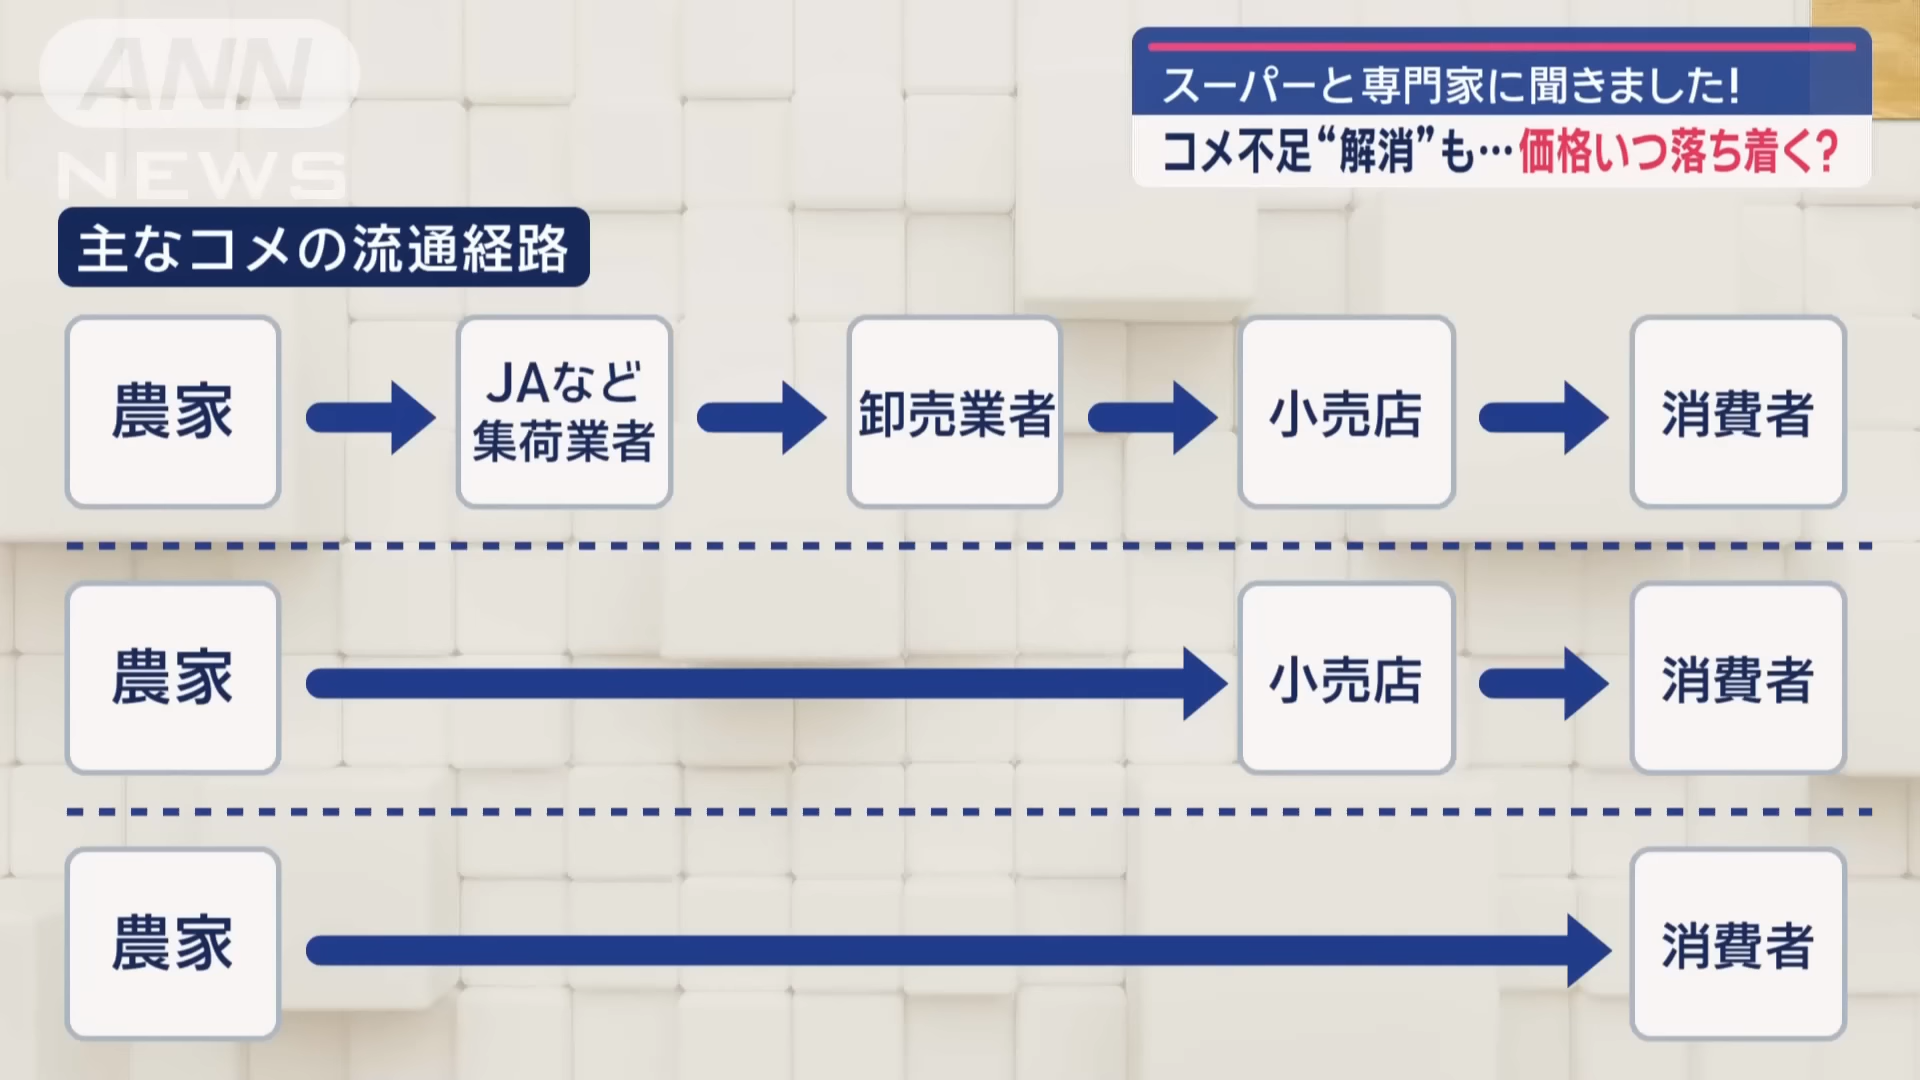 ANN
NEWS
スーパーと専門家に聞きました!
コメ不足“解消”も…価格いつ落ち着く?
主なコメの流通経路
農家
JAなど
集荷業者
卸売業者
小売店
消費者
農家
小売店
消費者
農家
消費者